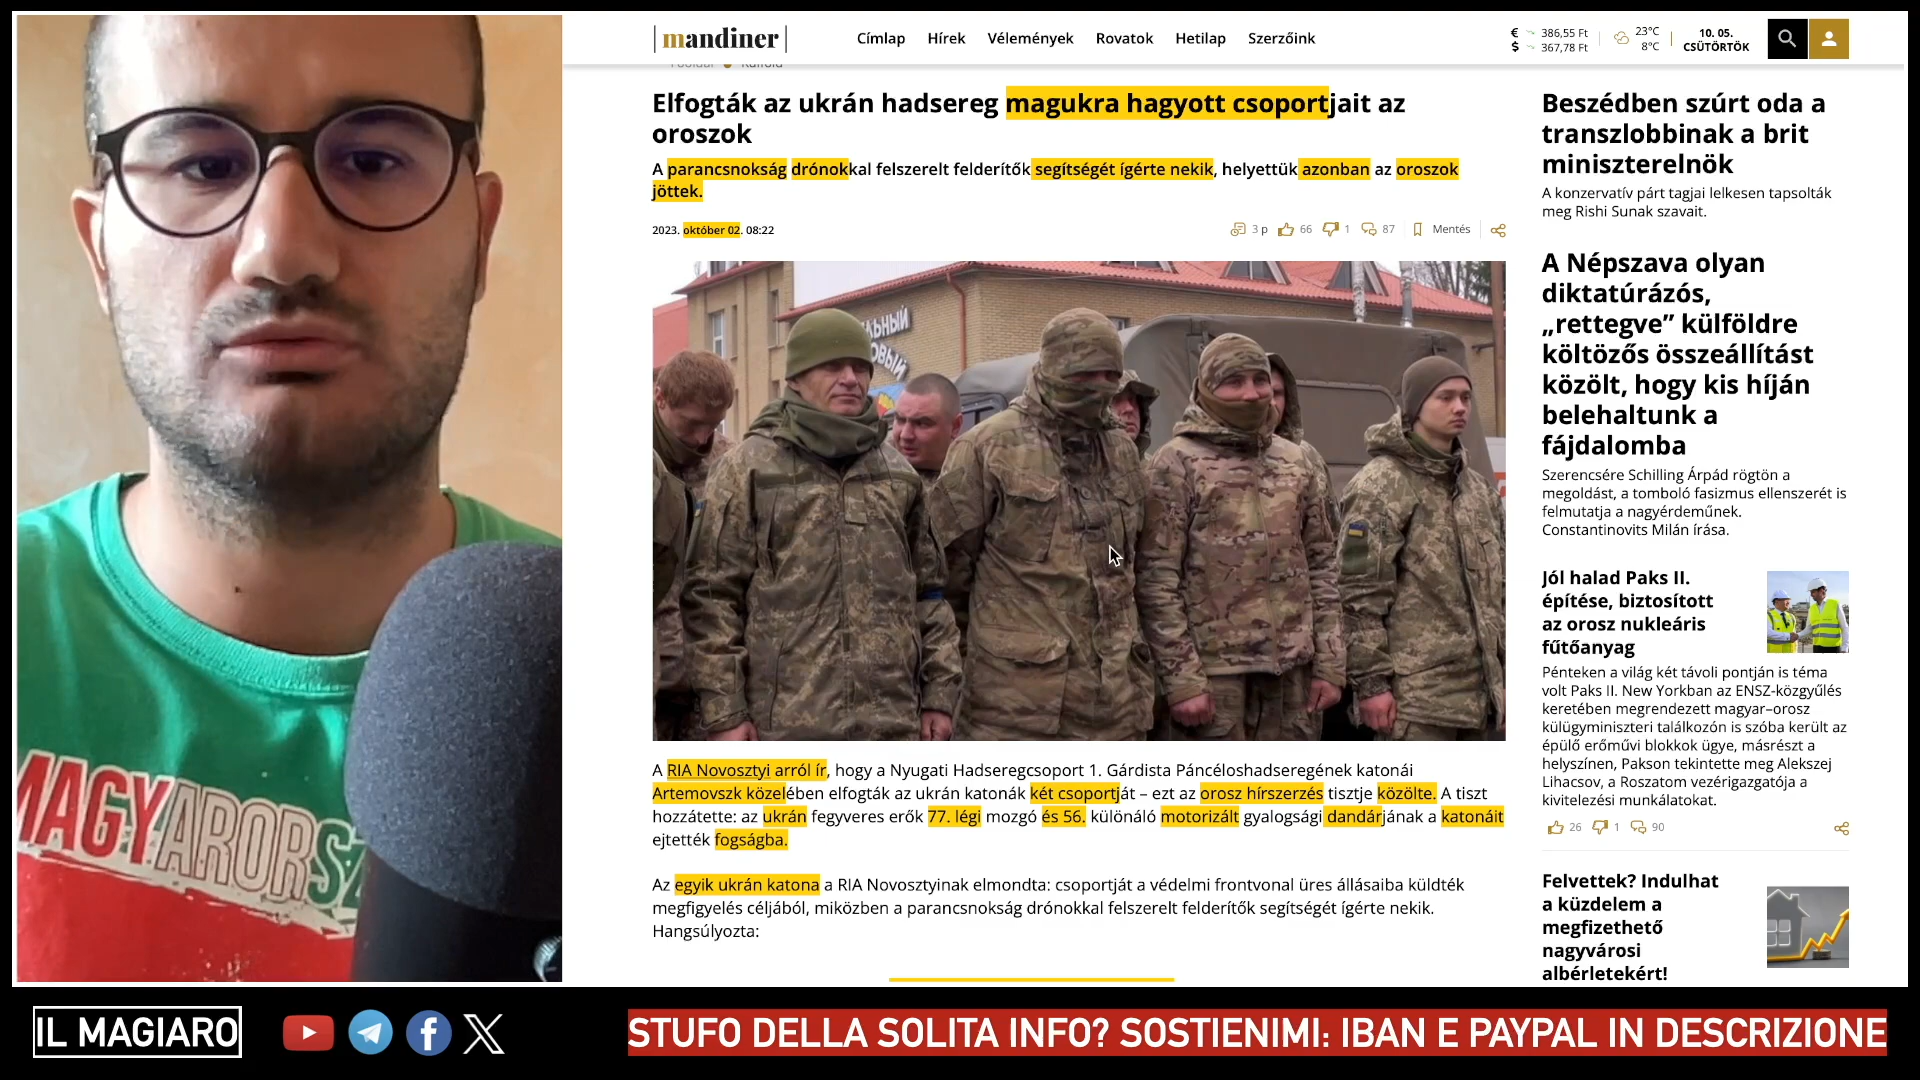 mandiner
Címlap
Hírek
Vélemények
Rovatok
Hetilap
Szerzőink
€ 386,55 Ft
$ 367,78 Ft
23°C
8°C
10. 05.
CSÜTÖRTÖK
Elfogták az ukrán hadsereg magukra hagyott csoportjait az
oroszok
A parancsnokság drónokkal felszerelt felderítők segítségét ígérte nekik, helyettük azonban az oroszok
jöttek.
2023. október 02. 08:22
3 p
66
1
87
Mentés
A RIA Novosztyi arról ír, hogy a Nyugati Hadseregcsoport 1. Gárdista Páncéloshadseregének katonái
Artemovszk közelében elfogták az ukrán katonák két csoportját – ezt az orosz hírszerzés tisztje közölte. A tiszt
hozzátette: az ukrán fegyveres erők 77. légi mozgó és 56. különáló motorizált gyalogsági dandárjának a katonáit
ejtették fogságba.
Az egyik ukrán katona a RIA Novosztyinak elmondta: csoportját a védelmi frontvonal üres állásaiba küldték
megfigyelés céljából, miközben a parancsnokság drónokkal felszerelt felderítők segítségét ígérte nekik.
Hangsúlyozta:
Beszédben szúrt oda a
transzlobbinak a brit
miniszterelnök
A konzervatív párt tagjai lelkesen tapsolták
meg Rishi Sunak szavait.
A Népszava olyan
diktatúrázós,
„rettegve” külföldre
költözős összeállítást
közölt, hogy kis híján
belehaltunk a
fájdalomba
Szerencsére Schilling Árpád rögtön a
megoldást, a tomboló fasizmus ellenszerét is
felmutatja a nagyérdeműnek.
Constantinovits Milán írása.
Jól halad Paks II.
építése, biztosított
az orosz nukleáris
fűtőanyag
Pénteken a világ két távoli pontján is téma
volt Paks II. New Yorkban az ENSZ-közgyűlés
keretében megrendezett magyar–orosz
külügyminiszteri találkozón is szóba került az
épülő erőművi blokkok ügye, másrészt a
helyszínen, Pakson tekintette meg Alekszej
Lihacsov, a Roszatom vezérigazgatója a
kivitelezési munkálatokat.
26
1
90
Felvettek? Indulhat
a küzdelem a
megfizethető
nagyvárosi
albérletekért!
IL MAGIARO
STUFO DELLA SOLITA INFO? SOSTIENIMI: IBAN E PAYPAL IN DESCRIZIONE